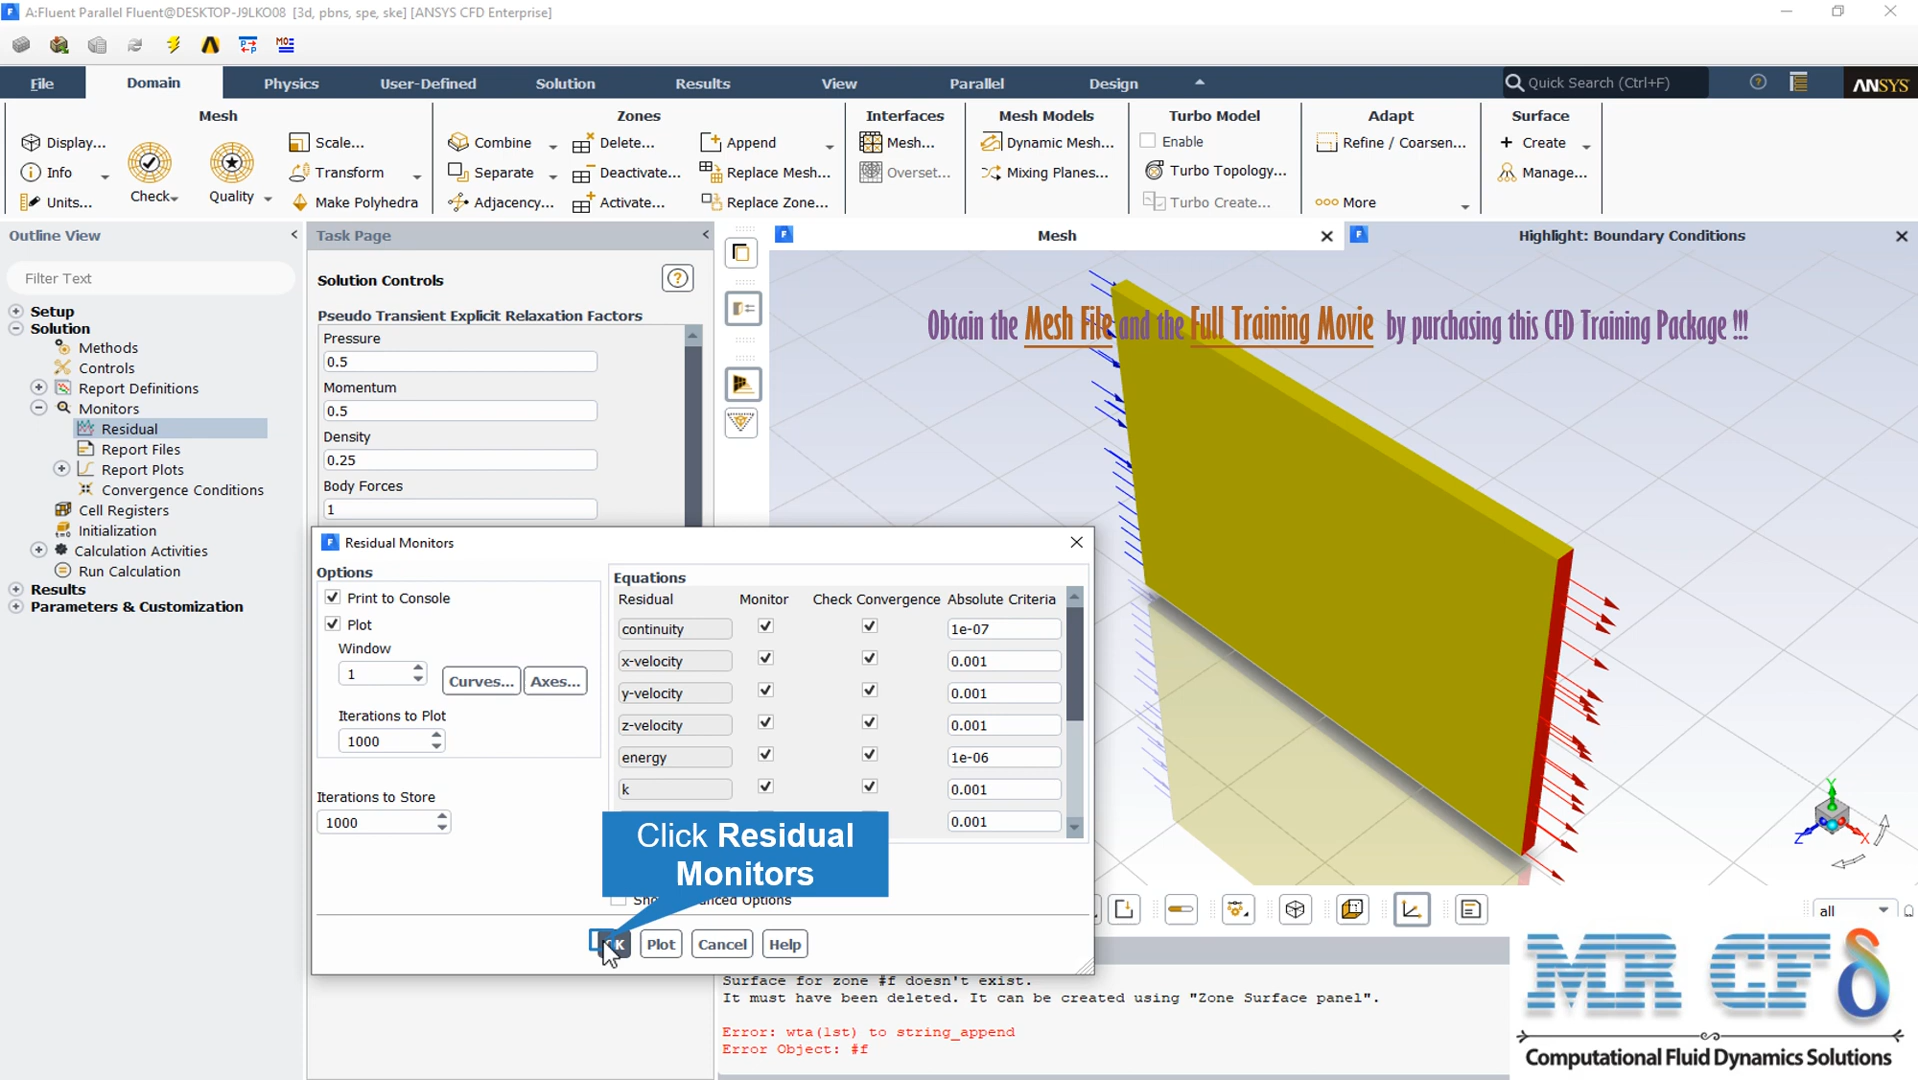 A:Fluent Parallel Fluent@DESKTOP-J9LKO08 [3d, pbns, spe, ske] [ANSYS CFD Enterprise]
File
Domain
Physics
User-Defined
Solution
Results
View
Parallel
Design
Quick Search (Ctrl+F)
ANSYS
Mesh
Display...
Info
Units...
Check
Quality
Scale...
Transform
Make Polyhedra
Zones
Combine
Separate
Adjacency...
Delete...
Deactivate...
Activate...
Append
Replace Mesh...
Replace Zone...
Interfaces
Mesh...
Overset...
Mesh Models
Dynamic Mesh...
Mixing Planes...
Turbo Model
Enable
Turbo Topology...
Turbo Create...
Adapt
Refine / Coarsen...
More
Surface
Create
Manage...
Outline View
Filter Text
Setup
Solution
Methods
Controls
Report Definitions
Monitors
Residual
Report Files
Report Plots
Convergence Conditions
Cell Registers
Initialization
Calculation Activities
Run Calculation
Results
Parameters & Customization
Task Page
Solution Controls
Pseudo Transient Explicit Relaxation Factors
Pressure
0.5
Momentum
0.5
Density
0.25
Body Forces
1
Mesh
Highlight: Boundary Conditions
Obtain the Mesh File and the Full Training Movie by purchasing this CFD Training Package !!!
Residual Monitors
Options
Print to Console
Plot
Window
1
Curves...
Axes...
Iterations to Plot
1000
Iterations to Store
1000
Equations
Residual Monitor Check Convergence Absolute Criteria
continuity 1e-07
x-velocity 0.001
y-velocity 0.001
z-velocity 0.001
energy 1e-06
k 0.001
0.001
Click Residual
Monitors
Options
Plot
Cancel
Help
all
Surface for zone #f doesn't exist.
It must have been deleted. It can be created using "Zone Surface panel".
Error: wta(1st) to string_append
Error Object: #f
Y
Z
X
MR CFD
Computational Fluid Dynamics Solutions